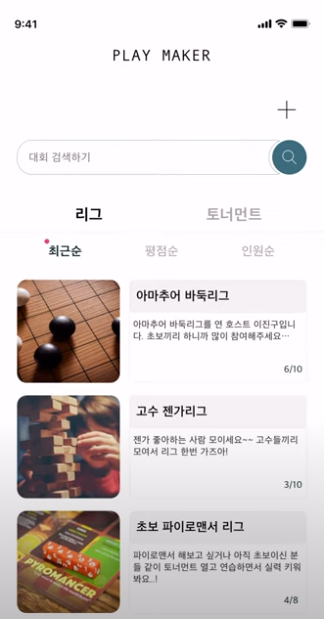 9:41
PLAY MAKER
대회 검색하기
리그 토너먼트
최근순 평점순 인원순
아마추어 바둑리그
아마추어 바둑리그를 연 호스트 이진구입니
다. 초보끼리 하니까 많이 참여해주세요…
6/10
고수 젠가리그
젠가 좋아하는 사람 모이세요~~ 고수들끼리
모여서 리그 한번 가즈아!
3/10
초보 파이로맨서 리그
파이로맨서 해보고 싶거나 아직 초보이신 분
들 같이 토너먼트 열고 연습하면서 실력 키워
봐요..!
4/8
PYROMANCER